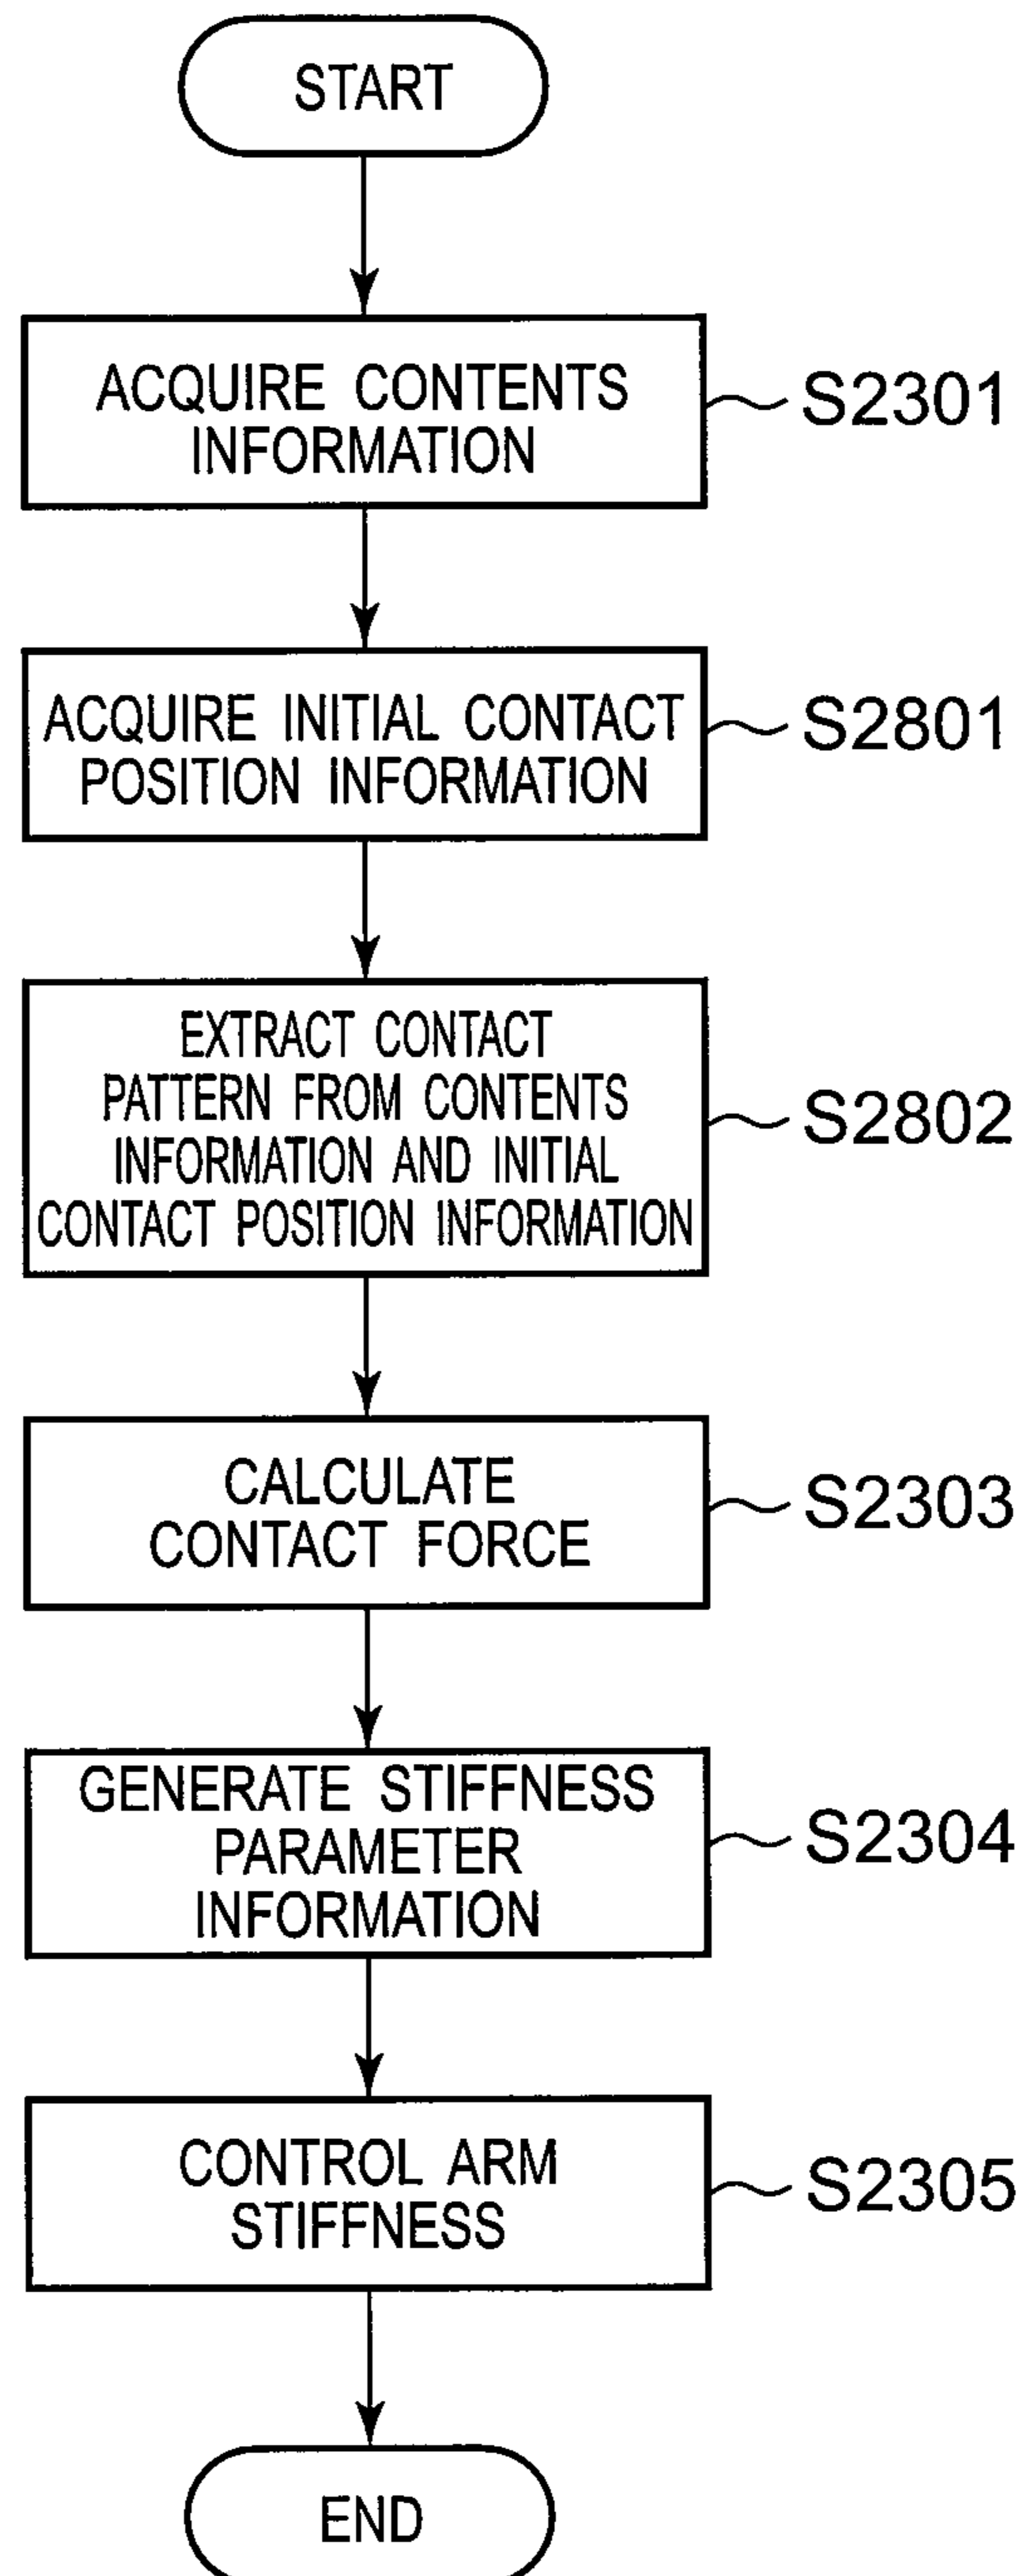 START
ACQUIRE CONTENTS
INFORMATION
S2301
ACQUIRE INITIAL CONTACT
POSITION INFORMATION
S2801
EXTRACT CONTACT
PATTERN FROM CONTENTS
INFORMATION AND INITIAL
CONTACT POSITION INFORMATION
S2802
CALCULATE
CONTACT FORCE
S2303
GENERATE STIFFNESS
PARAMETER
INFORMATION
S2304
CONTROL ARM
STIFFNESS
S2305
END